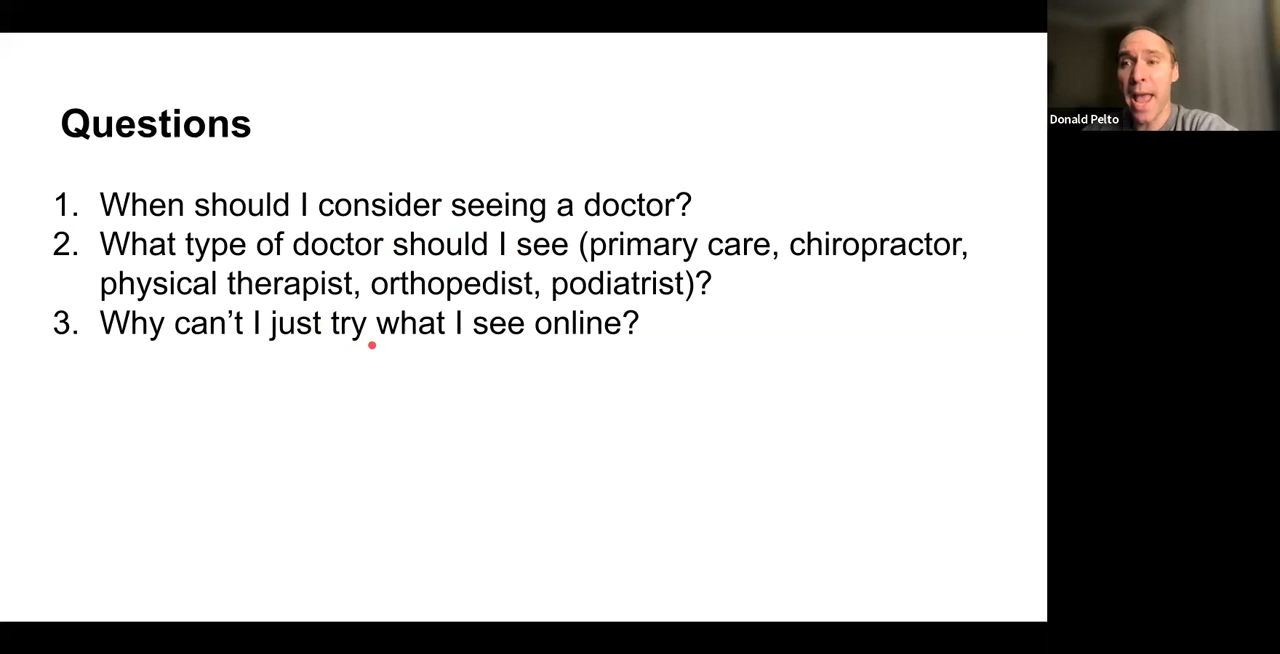 Questions
1. When should I consider seeing a doctor?
2. What type of doctor should I see (primary care, chiropractor,
physical therapist, orthopedist, podiatrist)?
3. Why can’t I just try what I see online?
Donald Pelto